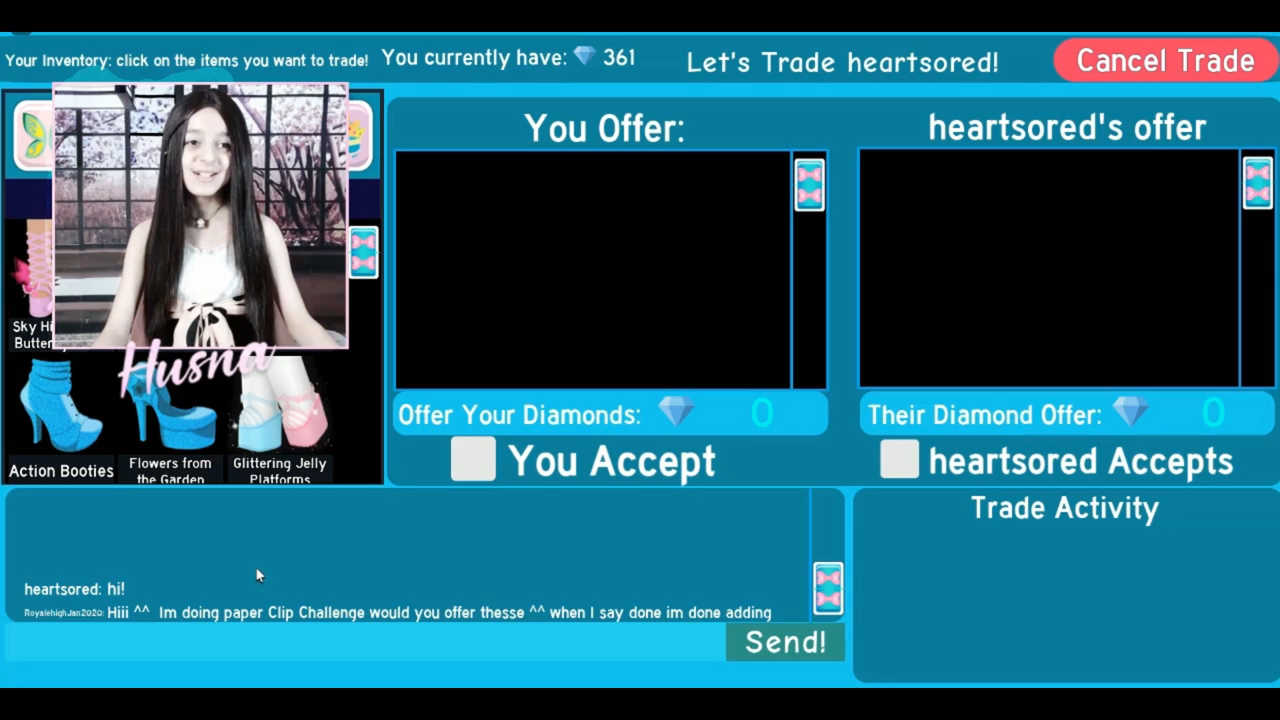 Your Inventory: click on the items you want to trade!
You currently have: 361
Let's Trade heartsored!
Cancel Trade
You Offer:
heartsored's offer
Husna
Action Booties
Flowers from
the Garden
Glittering Jelly
Platforms
Offer Your Diamonds: 0
Their Diamond Offer: 0
You Accept
heartsored Accepts
Trade Activity
heartsored: hi!
RoyalehighJan2020: Hiii ^^ Im doing paper Clip Challenge would you offer thesse ^^ when I say done im done adding
Send!